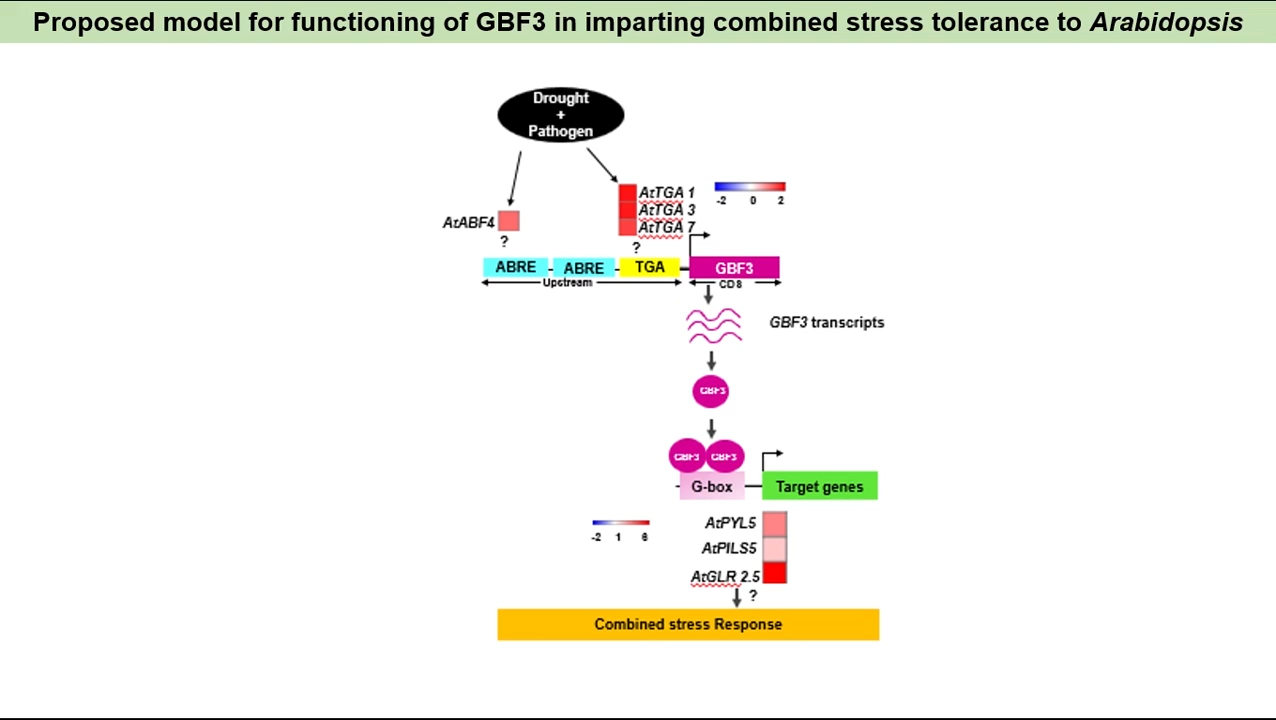 Proposed model for functioning of GBF3 in imparting combined stress tolerance to Arabidopsis
Drought
+
Pathogen
AtTGA 1
AtTGA 3
AtTGA 7
-2 0 2
AtABF4
?
?
ABRE ABRE TGA GBF3
Upstream CDS
GBF3 transcripts
GBF3
GBF3 GBF3
G-box Target genes
AtPYL5
AtPILS5
AtGLR 2.5
-2 1 6
?
Combined stress Response